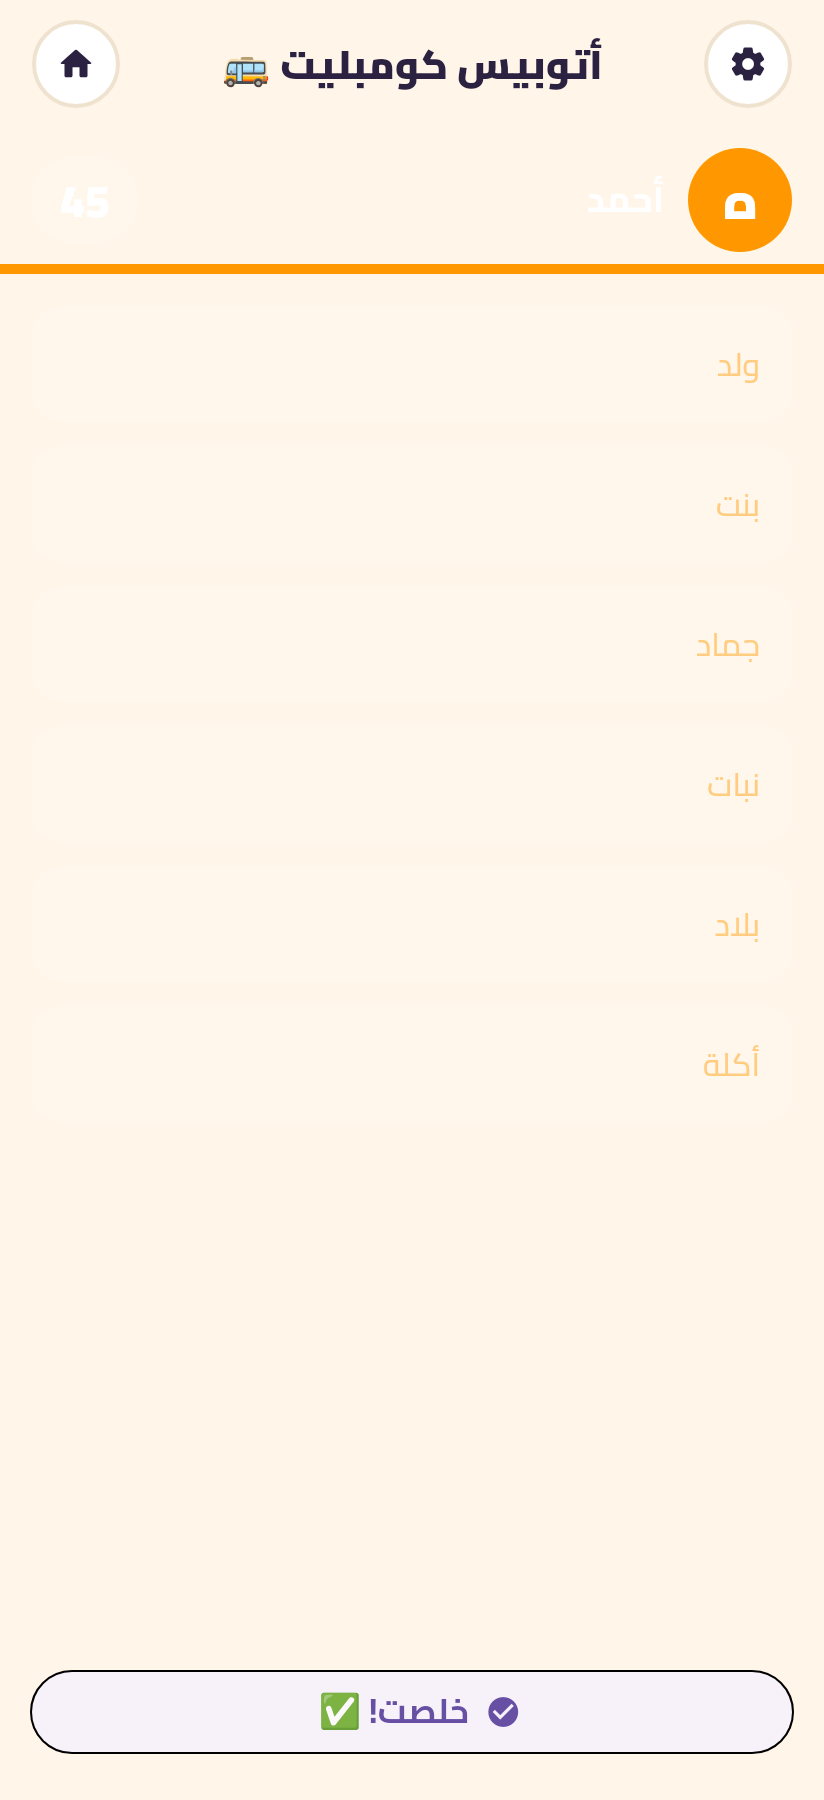 أتوبيس كومبليت 🚌
ه
أحمد
45
ولد
بنت
جماد
نبات
بلاد
أكلة
خلصت! ✅